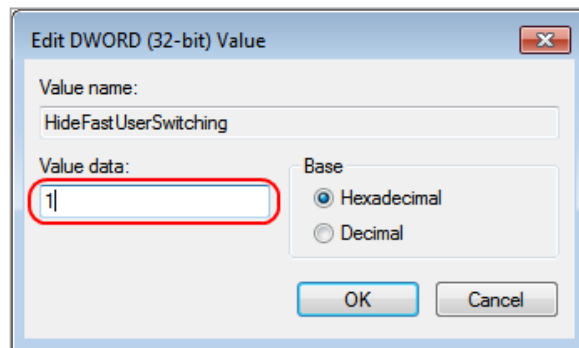 Edit DWORD (32-bit) Value
Value name:
HideFastUserSwitching
Value data:
1
Base
Hexadecimal
Decimal
OK
Cancel